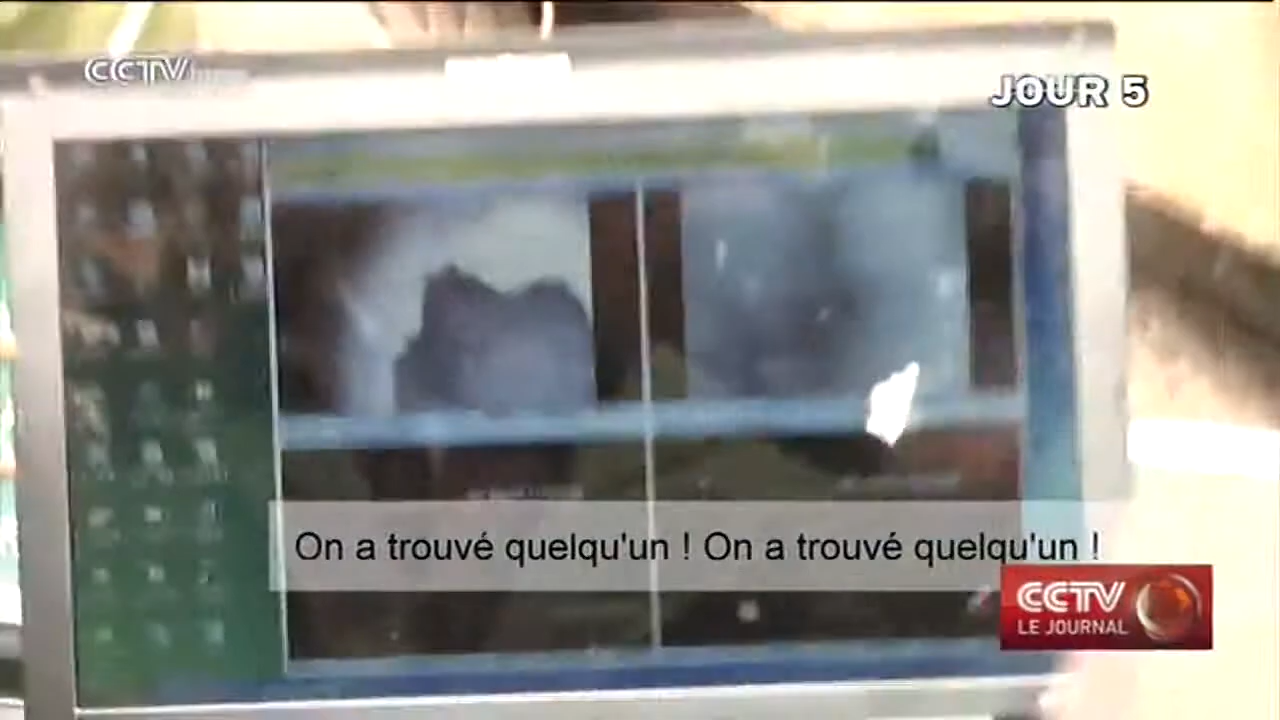 CCTV
JOUR 5
On a trouvé quelqu'un ! On a trouvé quelqu'un !
CCTV
LE JOURNAL